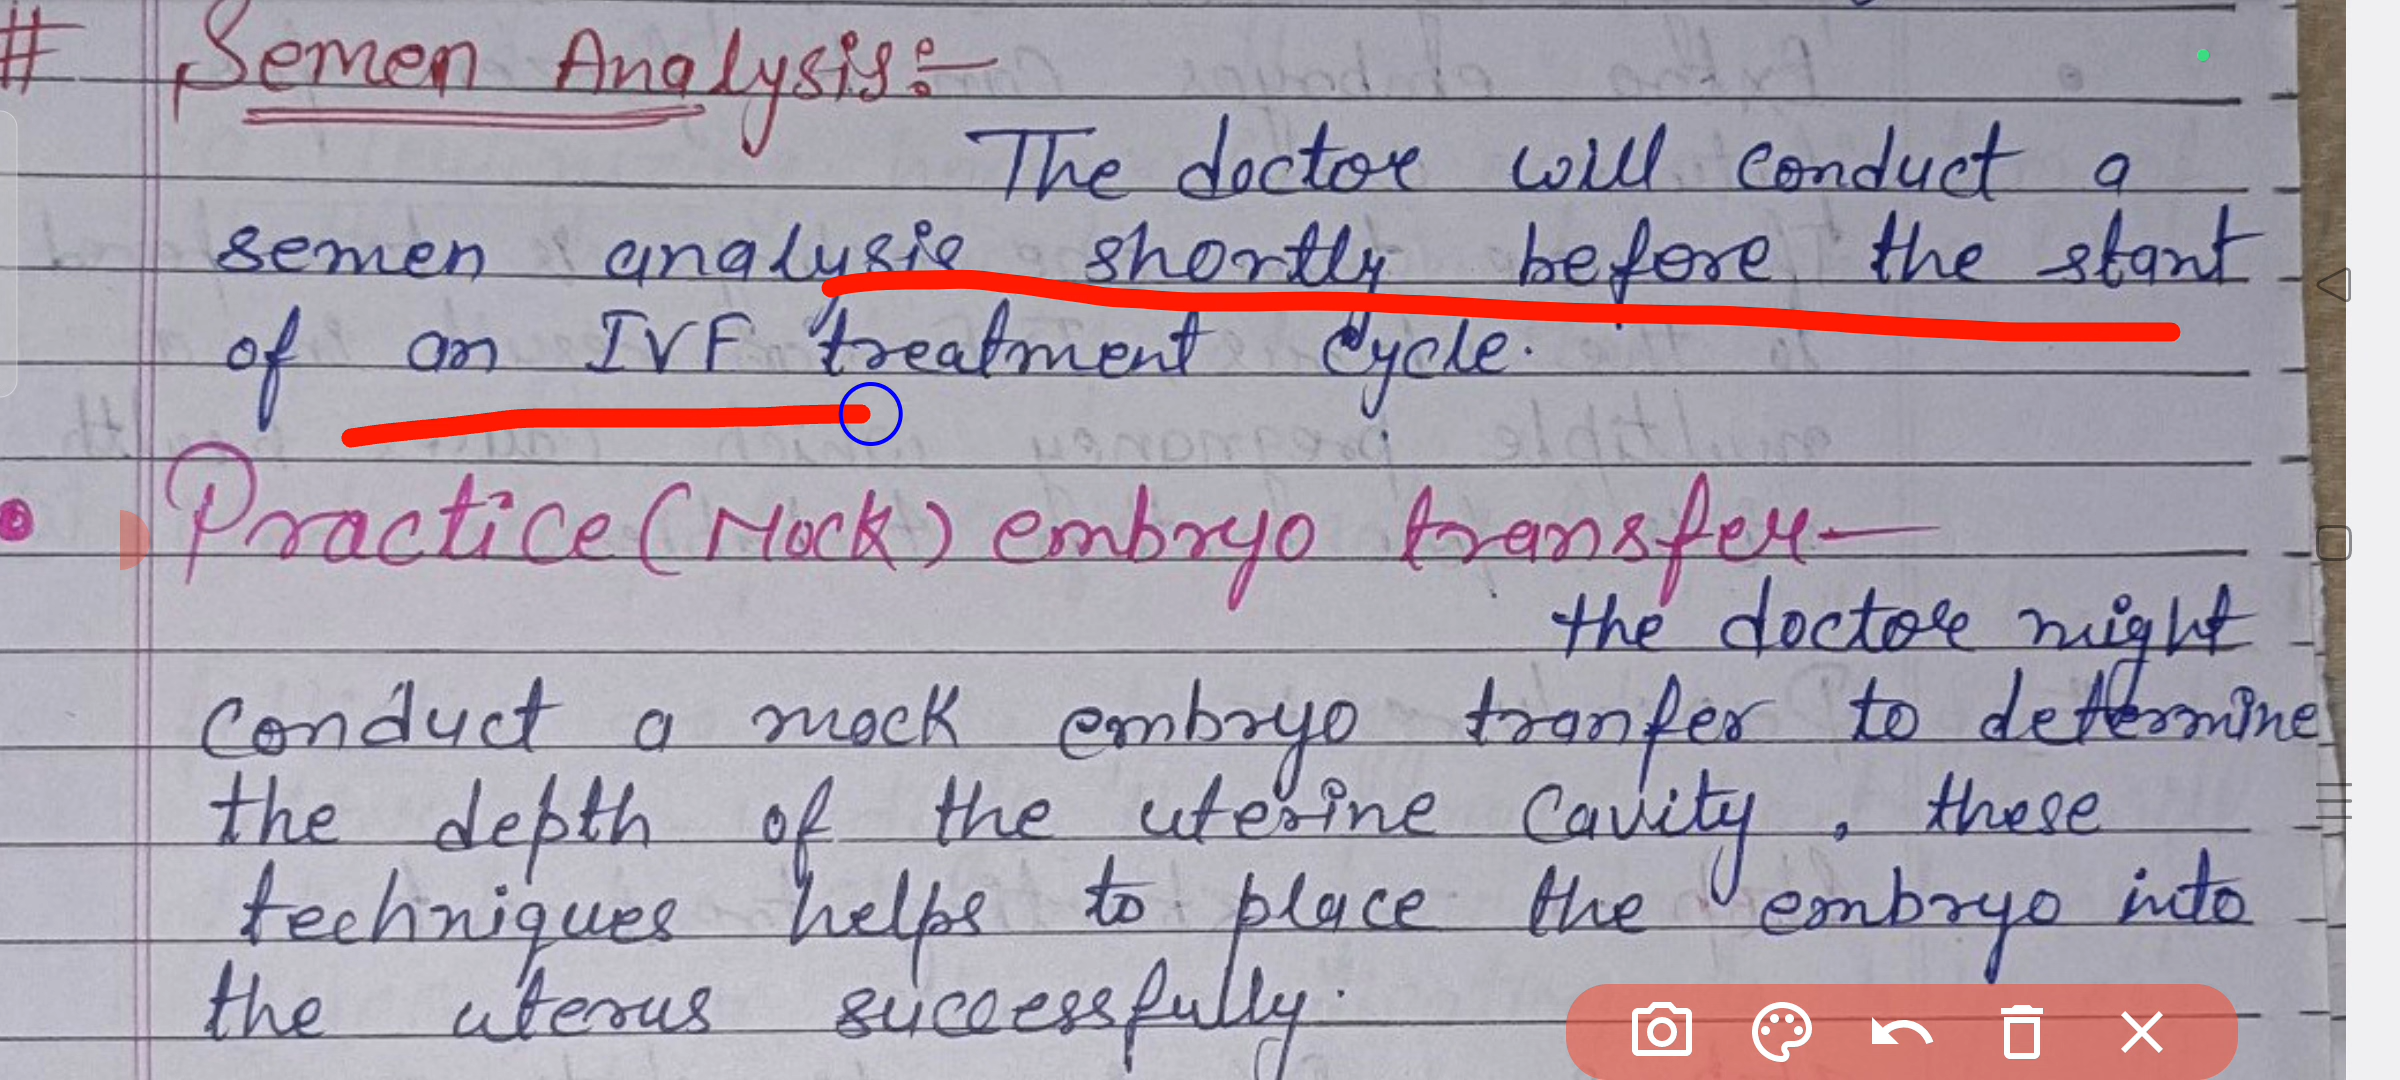 # Semen Analysis:-
The doctor will conduct a
semen analysis shortly before the start
of an IVF treatment cycle.
• Practice (Mock) embryo transfer—
the doctor might
conduct a mock embryo tranfer to determine
the depth of the uterine cavity, these
techniques helps to place the embryo into
the uterus successfully.